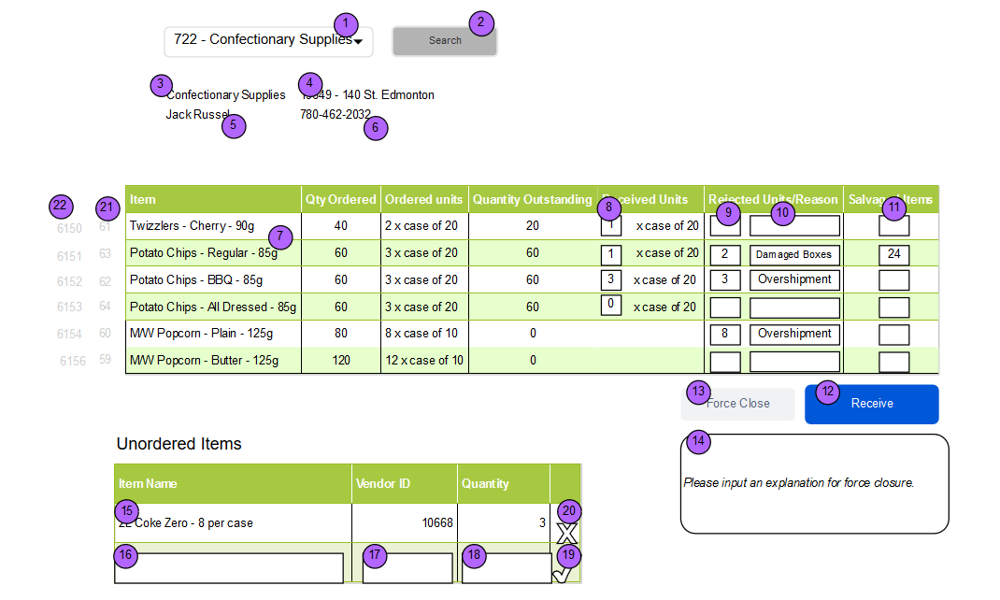 1
2
722 - Confectionary Supplies
Search
3
4
Confectionary Supplies
St. Edmonton
- 140
Jack Russel
780-462-2032
5
6
22
21
Item
Qty Ordered
Ordered units
Quantity Outstanding
8
Received Units
Rejected Units/Reason
Salvaged Items
9
10
11
6150
61
Twizzlers - Cherry - 90g
40
2 x case of 20
20
1
x case of 20
7
6151
63
Potato Chips - Regular - 85g
60
3 x case of 20
60
1
x case of 20
2
Damaged Boxes
24
6152
62
Potato Chips - BBQ - 85g
60
3 x case of 20
60
3
x case of 20
3
Overshipment
6153
64
Potato Chips - All Dressed - 85g
60
3 x case of 20
60
0
x case of 20
6154
60
M/W Popcorn - Plain - 125g
80
8 x case of 10
0
8
Overshipment
6156
59
M/W Popcorn - Butter - 125g
120
12 x case of 10
0
13
Force Close
12
Receive
Unordered Items
14
Please input an explanation for force closure.
Item Name
Vendor ID
Quantity
15
2L Coke Zero - 8 per case
10668
3
20
X
16
17
18
19